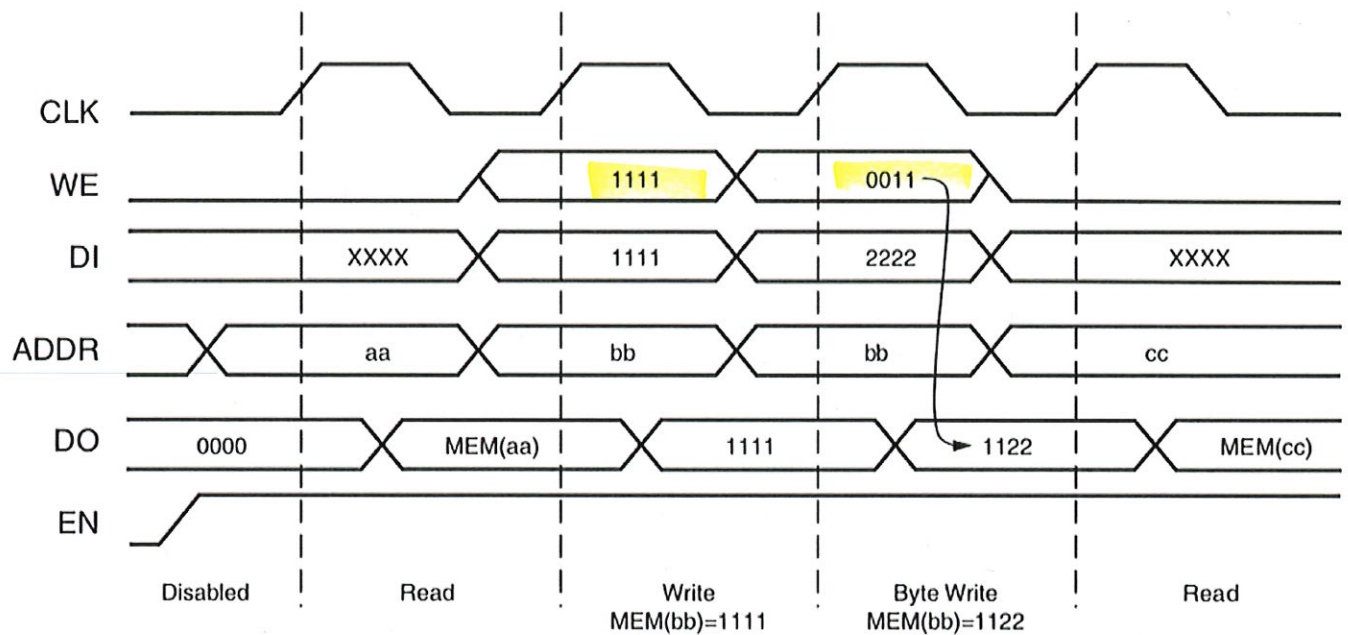 CLK
WE 1111 0011
DI XXXX 1111 2222 XXXX
ADDR aa bb bb cc
DO 0000 MEM(aa) 1111 1122 MEM(cc)
EN
Disabled Read Write Byte Write Read
MEM(bb)=1111 MEM(bb)=1122